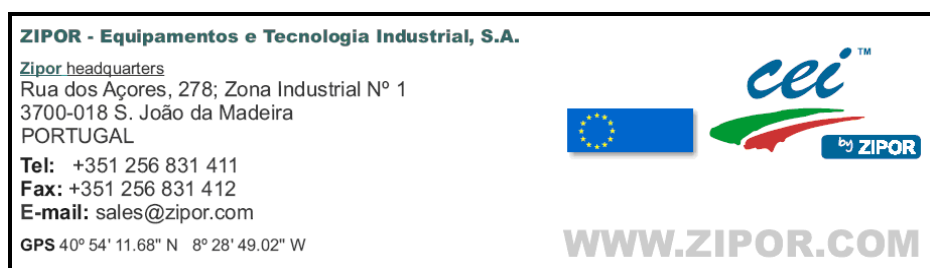 ZIPOR - Equipamentos e Tecnologia Industrial, S.A.
Zipor headquarters
Rua dos Açores, 278; Zona Industrial Nº 1
3700-018 S. João da Madeira
PORTUGAL
Tel: +351 256 831 411
Fax: +351 256 831 412
E-mail: sales@zipor.com
GPS 40º 54' 11.68" N 8º 28' 49.02" W
cei ™
by ZIPOR
WWW.ZIPOR.COM